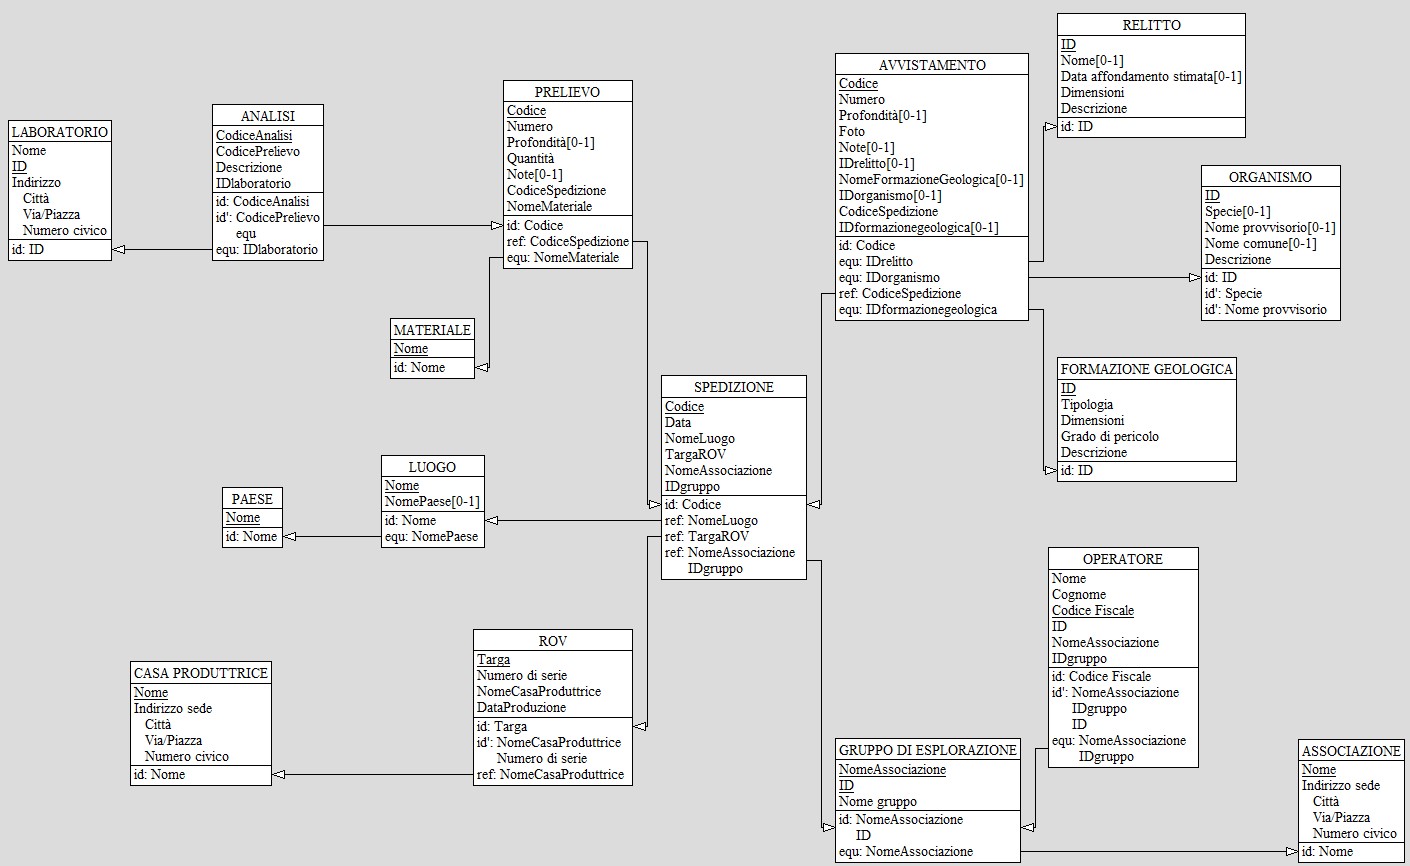 LABORATORIO
Nome
ID
Indirizzo
Città
Via/Piazza
Numero civico
id: ID
ANALISI
CodiceAnalisi
CodicePrelievo
Descrizione
IDlaboratorio
id: CodiceAnalisi
id': CodicePrelievo
equ
equ: IDlaboratorio
PRELIEVO
Codice
Numero
Profondità[0-1]
Quantità
Note[0-1]
CodiceSpedizione
NomeMateriale
id: Codice
ref: CodiceSpedizione
equ: NomeMateriale
MATERIALE
Nome
id: Nome
AVVISTAMENTO
Codice
Numero
Profondità[0-1]
Foto
Note[0-1]
IDrelitto[0-1]
NomeFormazioneGeologica[0-1]
IDorganismo[0-1]
CodiceSpedizione
IDformazionegeologica[0-1]
id: Codice
equ: IDrelitto
equ: IDorganismo
ref: CodiceSpedizione
equ: IDformazionegeologica
RELITTO
ID
Nome[0-1]
Data affondamento stimata[0-1]
Dimensioni
Descrizione
id: ID
ORGANISMO
ID
Specie[0-1]
Nome provvisorio[0-1]
Nome comune[0-1]
Descrizione
id: ID
id': Specie
id': Nome provvisorio
FORMAZIONE GEOLOGICA
ID
Tipologia
Dimensioni
Grado di pericolo
Descrizione
id: ID
SPEDIZIONE
Codice
Data
NomeLuogo
TargaROV
NomeAssociazione
IDgruppo
id: Codice
ref: NomeLuogo
ref: TargaROV
ref: NomeAssociazione
IDgruppo
LUOGO
Nome
NomePaese[0-1]
id: Nome
equ: NomePaese
PAESE
Nome
id: Nome
ROV
Targa
Numero di serie
NomeCasaProduttrice
DataProduzione
id: Targa
id': NomeCasaProduttrice
Numero di serie
ref: NomeCasaProduttrice
CASA PRODUTTRICE
Nome
Indirizzo sede
Città
Via/Piazza
Numero civico
id: Nome
OPERATORE
Nome
Cognome
Codice Fiscale
ID
NomeAssociazione
IDgruppo
id: Codice Fiscale
id': NomeAssociazione
IDgruppo
ID
equ: NomeAssociazione
IDgruppo
GRUPPO DI ESPLORAZIONE
NomeAssociazione
ID
Nome gruppo
id: NomeAssociazione
ID
equ: NomeAssociazione
ASSOCIAZIONE
Nome
Indirizzo sede
Città
Via/Piazza
Numero civico
id: Nome